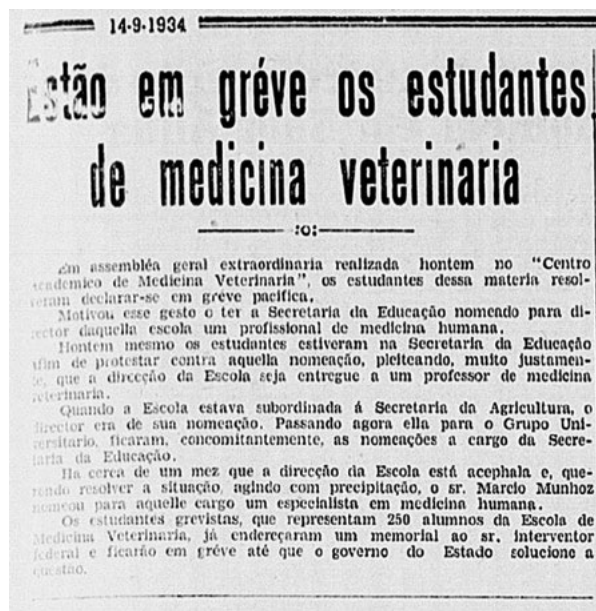 14-9-1934
Estão em gréve os estudantes
de medicina veterinaria
:o:
Em assembléa geral extraordinaria realizada hontem no "Centro
academico de Medicina Veterinaria", os estudantes dessa materia resol-
veram declarar-se em gréve pacifica.
Motivou esse gesto o ter a Secretaria da Educação nomeado para di-
rector daquella escola um profissional de medicina humana.
Hontem mesmo os estudantes estiveram na Secretaria da Educação
afim de protestar contra aquella nomeação, pleiteando, muito justamen-
te, que a direcção da Escola seja entregue a um professor de medicina
veterinaria.
Quando a Escola estava subordinada á Secretaria da Agricultura, o
director era de sua nomeação. Passando agora ella para o Grupo Uni-
versitario, ficaram, concomitantemente, as nomeações a cargo da Secre-
taria da Educação.
Ha cerca de um mez que a direcção da Escola está acephala e, que-
rendo resolver a situação, agindo com precipitação, o sr. Marcio Munhoz
nomeou para aquelle cargo um especialista em medicina humana.
Os estudantes grevistas, que representam 250 alumnos da Escola de
Medicina Veterinaria, já endereçaram um memorial ao sr. interventor
federal e ficarão em gréve até que o governo do Estado solucione a
questão.